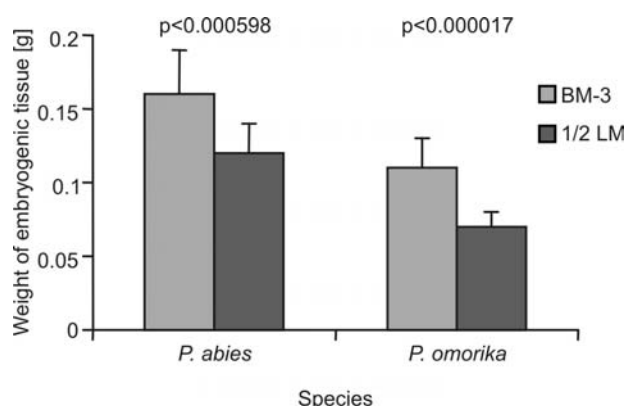 p<0.000598 p<0.000017
Weight of embryogenic tissue [g]
0.2
0.15
0.1
0.05
0
BM-3
1/2 LM
P. abies P. omorika
Species